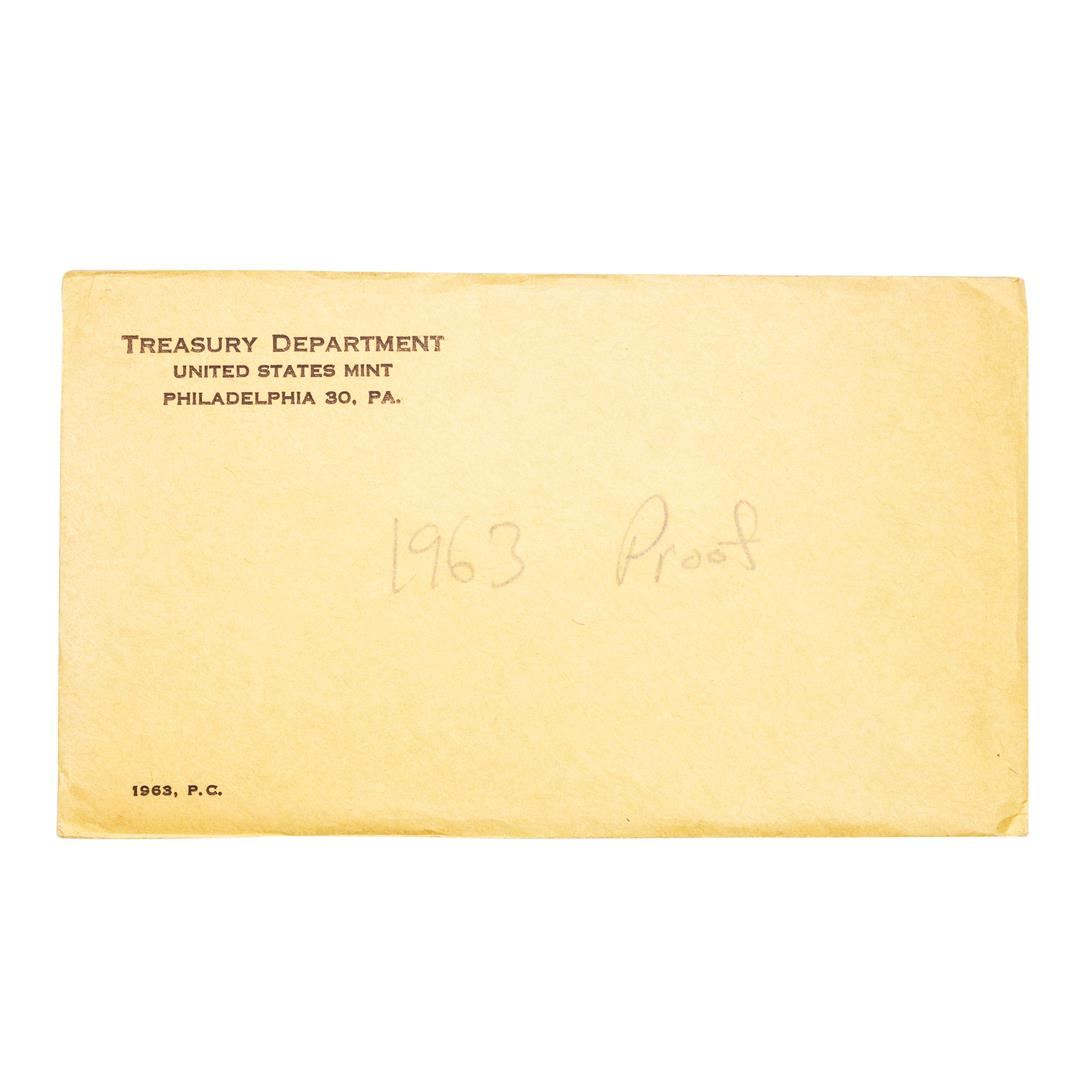 TREASURY DEPARTMENT
UNITED STATES MINT
PHILADELPHIA 30, PA.
1963 Proof
1963, P.C.